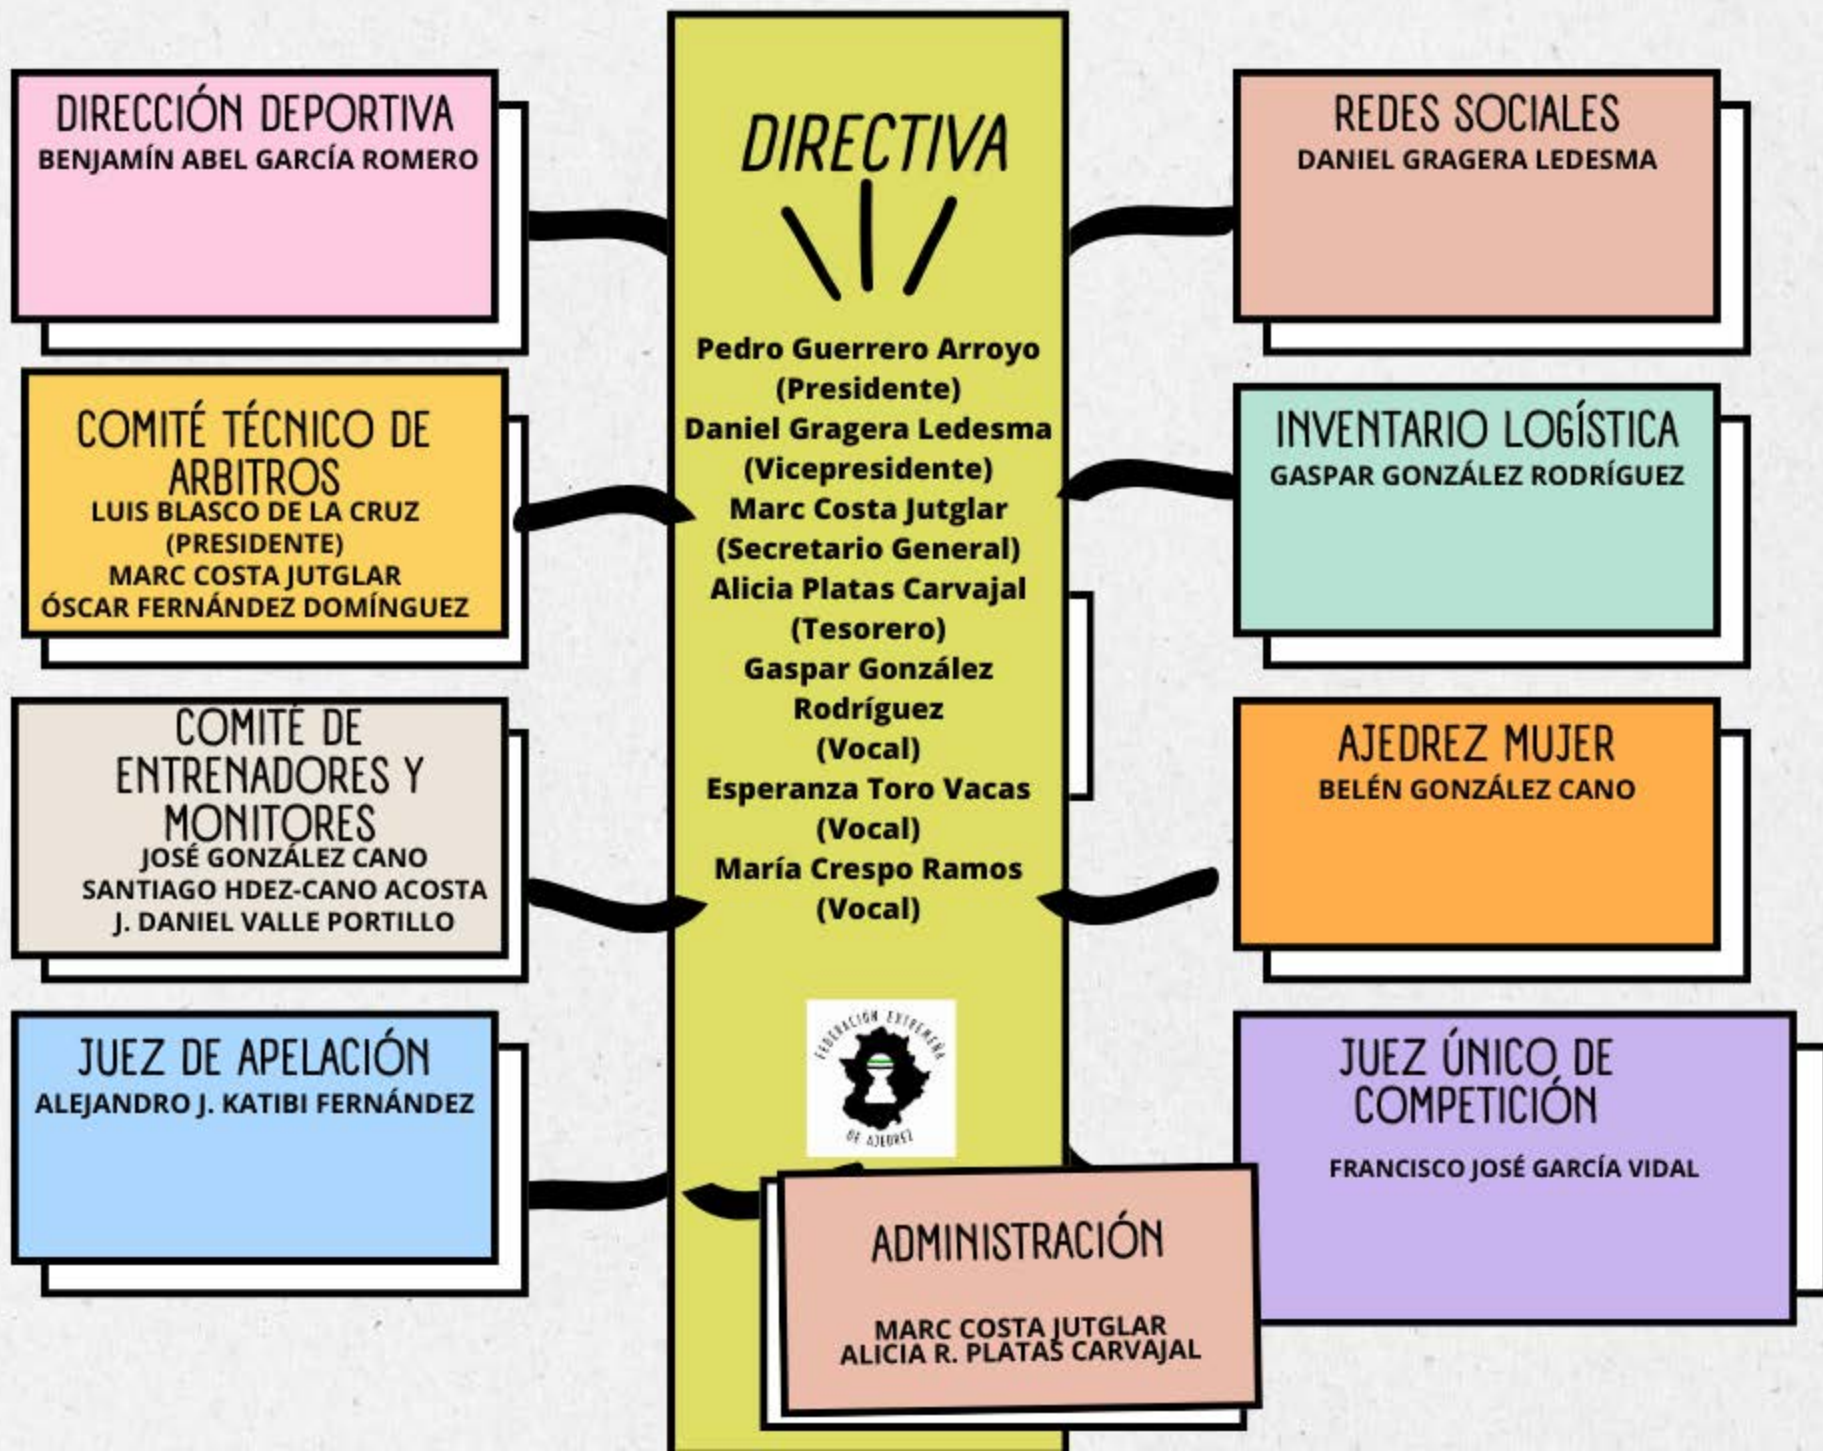 DIRECCIÓN DEPORTIVA
BENJAMÍN ABEL GARCÍA ROMERO
COMITÉ TÉCNICO DE
ARBITROS
LUIS BLASCO DE LA CRUZ
(PRESIDENTE)
MARC COSTA JUTGLAR
ÓSCAR FERNÁNDEZ DOMÍNGUEZ
COMITÉ DE
ENTRENADORES Y
MONITORES
JOSÉ GONZÁLEZ CANO
SANTIAGO HDEZ-CANO ACOSTA
J. DANIEL VALLE PORTILLO
JUEZ DE APELACIÓN
ALEJANDRO J. KATIBI FERNÁNDEZ
DIRECTIVA
Pedro Guerrero Arroyo
(Presidente)
Daniel Gragera Ledesma
(Vicepresidente)
Marc Costa Jutglar
(Secretario General)
Alicia Platas Carvajal
(Tesorero)
Gaspar González
Rodríguez
(Vocal)
Esperanza Toro Vacas
(Vocal)
María Crespo Ramos
(Vocal)
FEDERACIÓN EXTREMEÑA
DE AJEDREZ
ADMINISTRACIÓN
MARC COSTA JUTGLAR
ALICIA R. PLATAS CARVAJAL
REDES SOCIALES
DANIEL GRAGERA LEDESMA
INVENTARIO LOGÍSTICA
GASPAR GONZÁLEZ RODRÍGUEZ
AJEDREZ MUJER
BELÉN GONZÁLEZ CANO
JUEZ ÚNICO DE
COMPETICIÓN
FRANCISCO JOSÉ GARCÍA VIDAL